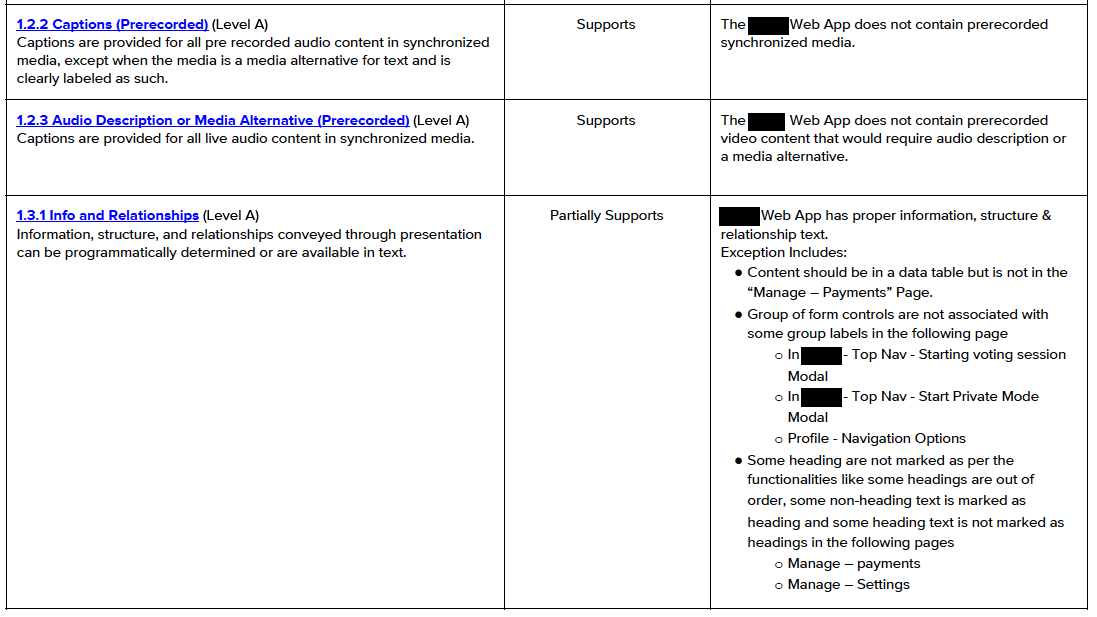 1.2.2 Captions (Prerecorded) (Level A)
Captions are provided for all pre recorded audio content in synchronized
media, except when the media is a media alternative for text and is
clearly labeled as such.
Supports
The Web App does not contain prerecorded
synchronized media.
1.2.3 Audio Description or Media Alternative (Prerecorded) (Level A)
Captions are provided for all live audio content in synchronized media.
Supports
The Web App does not contain prerecorded
video content that would require audio description or
a media alternative.
1.3.1 Info and Relationships (Level A)
Information, structure, and relationships conveyed through presentation
can be programmatically determined or are available in text.
Partially Supports
Web App has proper information, structure &
relationship text.
Exception Includes:
● Content should be in a data table but is not in the
“Manage – Payments” Page.
● Group of form controls are not associated with
some group labels in the following page
○ In - Top Nav - Starting voting session
Modal
○ In - Top Nav - Start Private Mode
Modal
○ Profile - Navigation Options
● Some heading are not marked as per the
functionalities like some headings are out of
order, some non-heading text is marked as
heading and some heading text is not marked as
headings in the following pages
○ Manage – payments
○ Manage – Settings